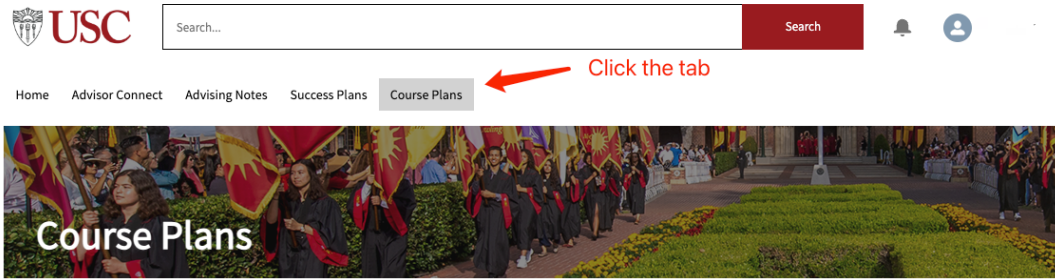 USC
Search...
Search
Click the tab
Home
Advisor Connect
Advising Notes
Success Plans
Course Plans
Course Plans